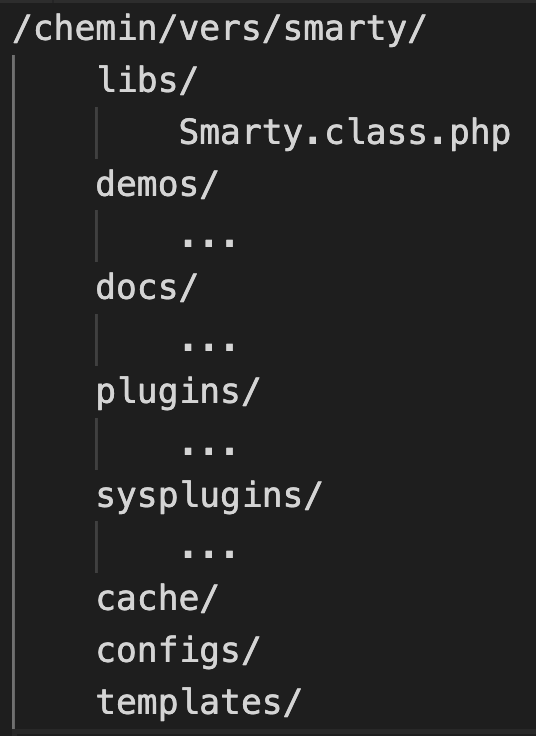 /chemin/vers/smarty/
libs/
Smarty.class.php
demos/
...
docs/
...
plugins/
...
sysplugins/
...
cache/
configs/
templates/